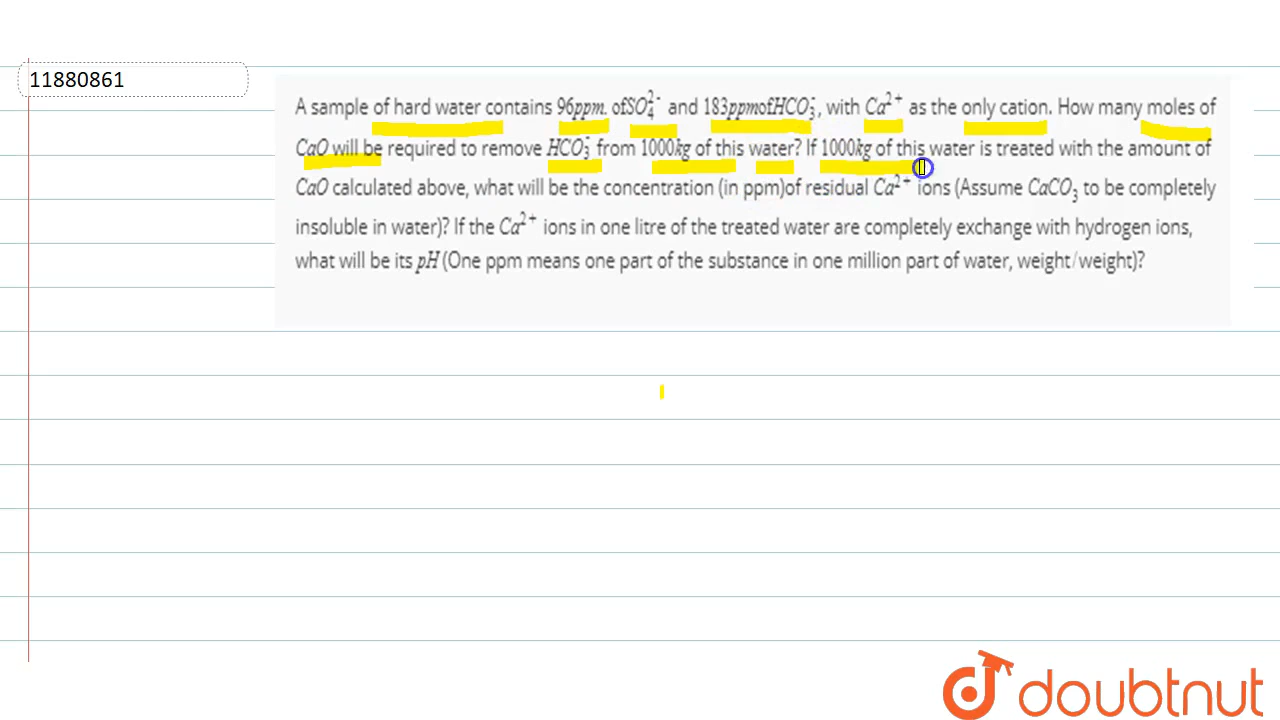 11880861
A sample of hard water contains 96ppm. ofSO₄²⁻ and 183ppmofHCO₃⁻, with Ca²⁺ as the only cation. How many moles of
CaO will be required to remove HCO₃⁻ from 1000kg of this water? If 1000kg of this water is treated with the amount of
CaO calculated above, what will be the concentration (in ppm)of residual Ca²⁺ ions (Assume CaCO₃ to be completely
insoluble in water)? If the Ca²⁺ ions in one litre of the treated water are completely exchange with hydrogen ions,
what will be its pH (One ppm means one part of the substance in one million part of water, weight/weight)?
doubtnut